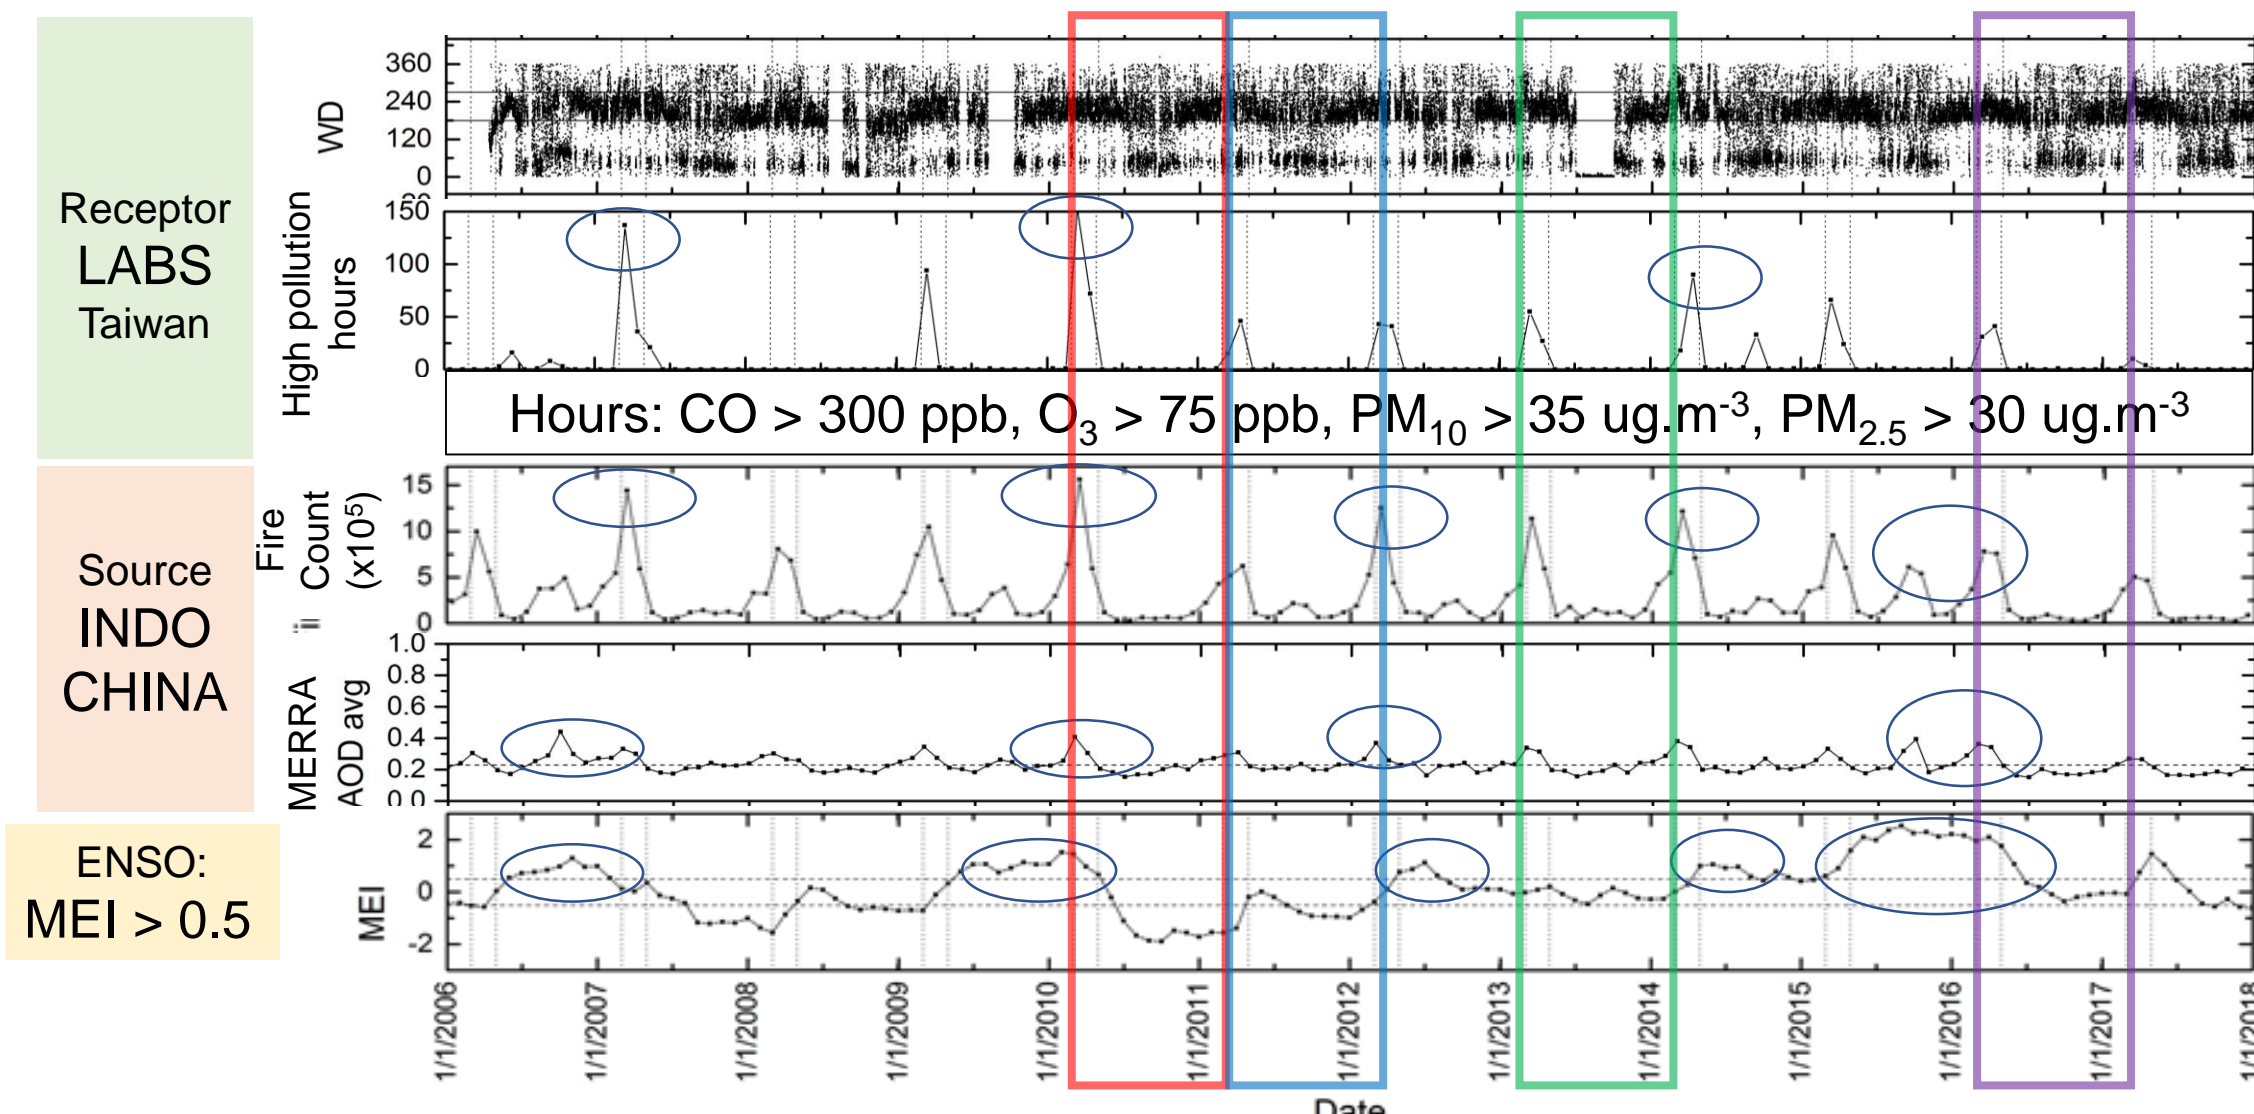 Receptor
LABS
Taiwan
WD
360
240
120
0
High pollution
hours
150
100
50
0
Hours: CO > 300 ppb, O3 > 75 ppb, PM10 > 35 ug.m-3, PM2.5 > 30 ug.m-3
Source
INDO
CHINA
Fire
Count
(x10^5)
15
10
5
0
MERRA
AOD avg
1.0
0.8
0.6
0.4
0.2
0.0
ENSO:
MEI > 0.5
MEI
2
0
-2
1/1/2006
1/1/2007
1/1/2008
1/1/2009
1/1/2010
1/1/2011
1/1/2012
1/1/2013
1/1/2014
1/1/2015
1/1/2016
1/1/2017
1/1/2018
Date